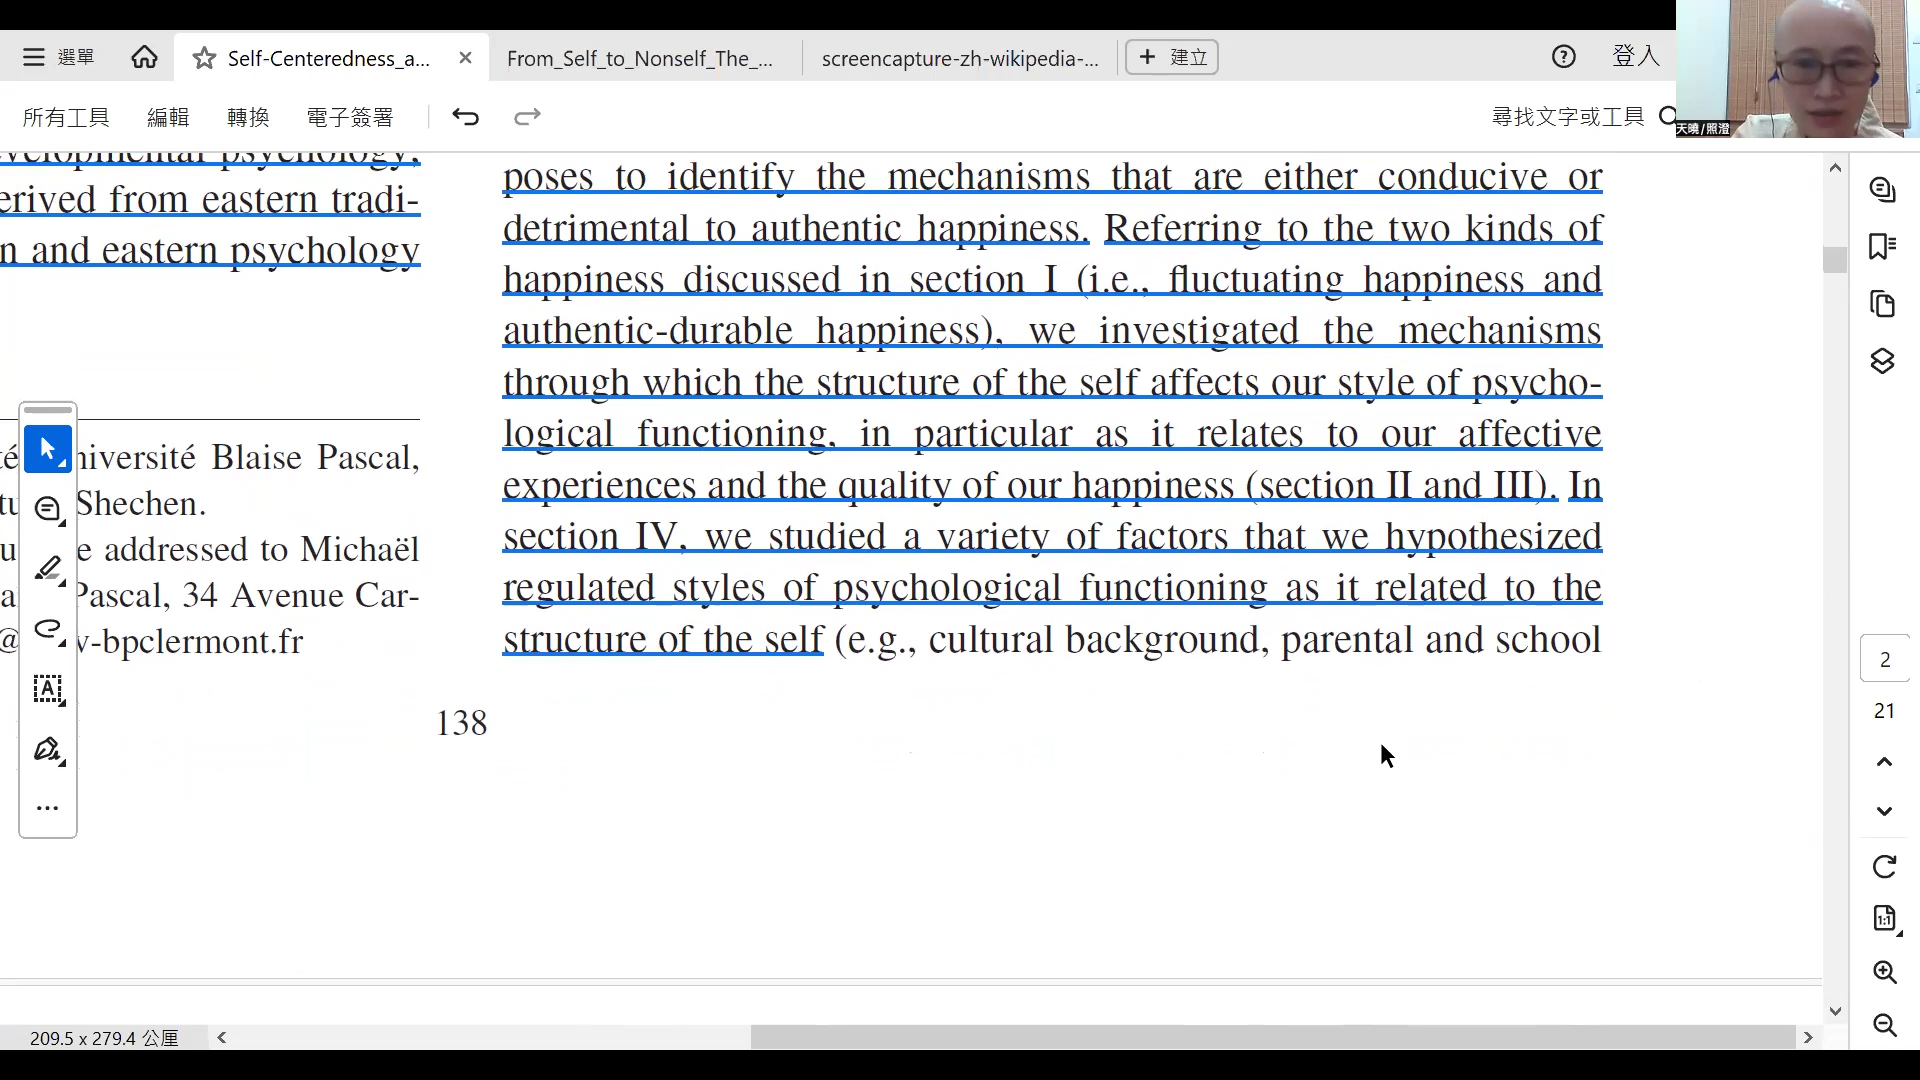 選單
Self-Centeredness_a...
From_Self_to_Nonself_The_...
screencapture-zh-wikipedia-...
建立
登入
天曉/照澄
所有工具
編輯
轉換
電子簽署
尋找文字或工具
evelopmental psychology,
erived from eastern tradi-
n and eastern psychology
niversité Blaise Pascal,
Shechen.
e addressed to Michaël
Pascal, 34 Avenue Car-
v-bpclermont.fr
poses to identify the mechanisms that are either conducive or
detrimental to authentic happiness. Referring to the two kinds of
happiness discussed in section I (i.e., fluctuating happiness and
authentic-durable happiness), we investigated the mechanisms
through which the structure of the self affects our style of psycho-
logical functioning, in particular as it relates to our affective
experiences and the quality of our happiness (section II and III). In
section IV, we studied a variety of factors that we hypothesized
regulated styles of psychological functioning as it related to the
structure of the self (e.g., cultural background, parental and school
138
2
21
209.5 x 279.4 公厘